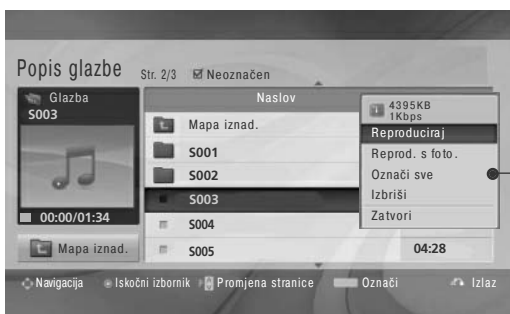 Popis glazbe
Str. 2/3
Neoznačen
Glazba
S003
00:00/01:34
Mapa iznad.
Naslov
Mapa iznad.
S001
S002
S003
S004
S005
04:28
4395KB
1Kbps
Reproduciraj
Reprod. s foto.
Označi sve
Izbriši
Zatvori
Navigacija
Iskočni izbornik
Promjena stranice
Označi
Izlaz